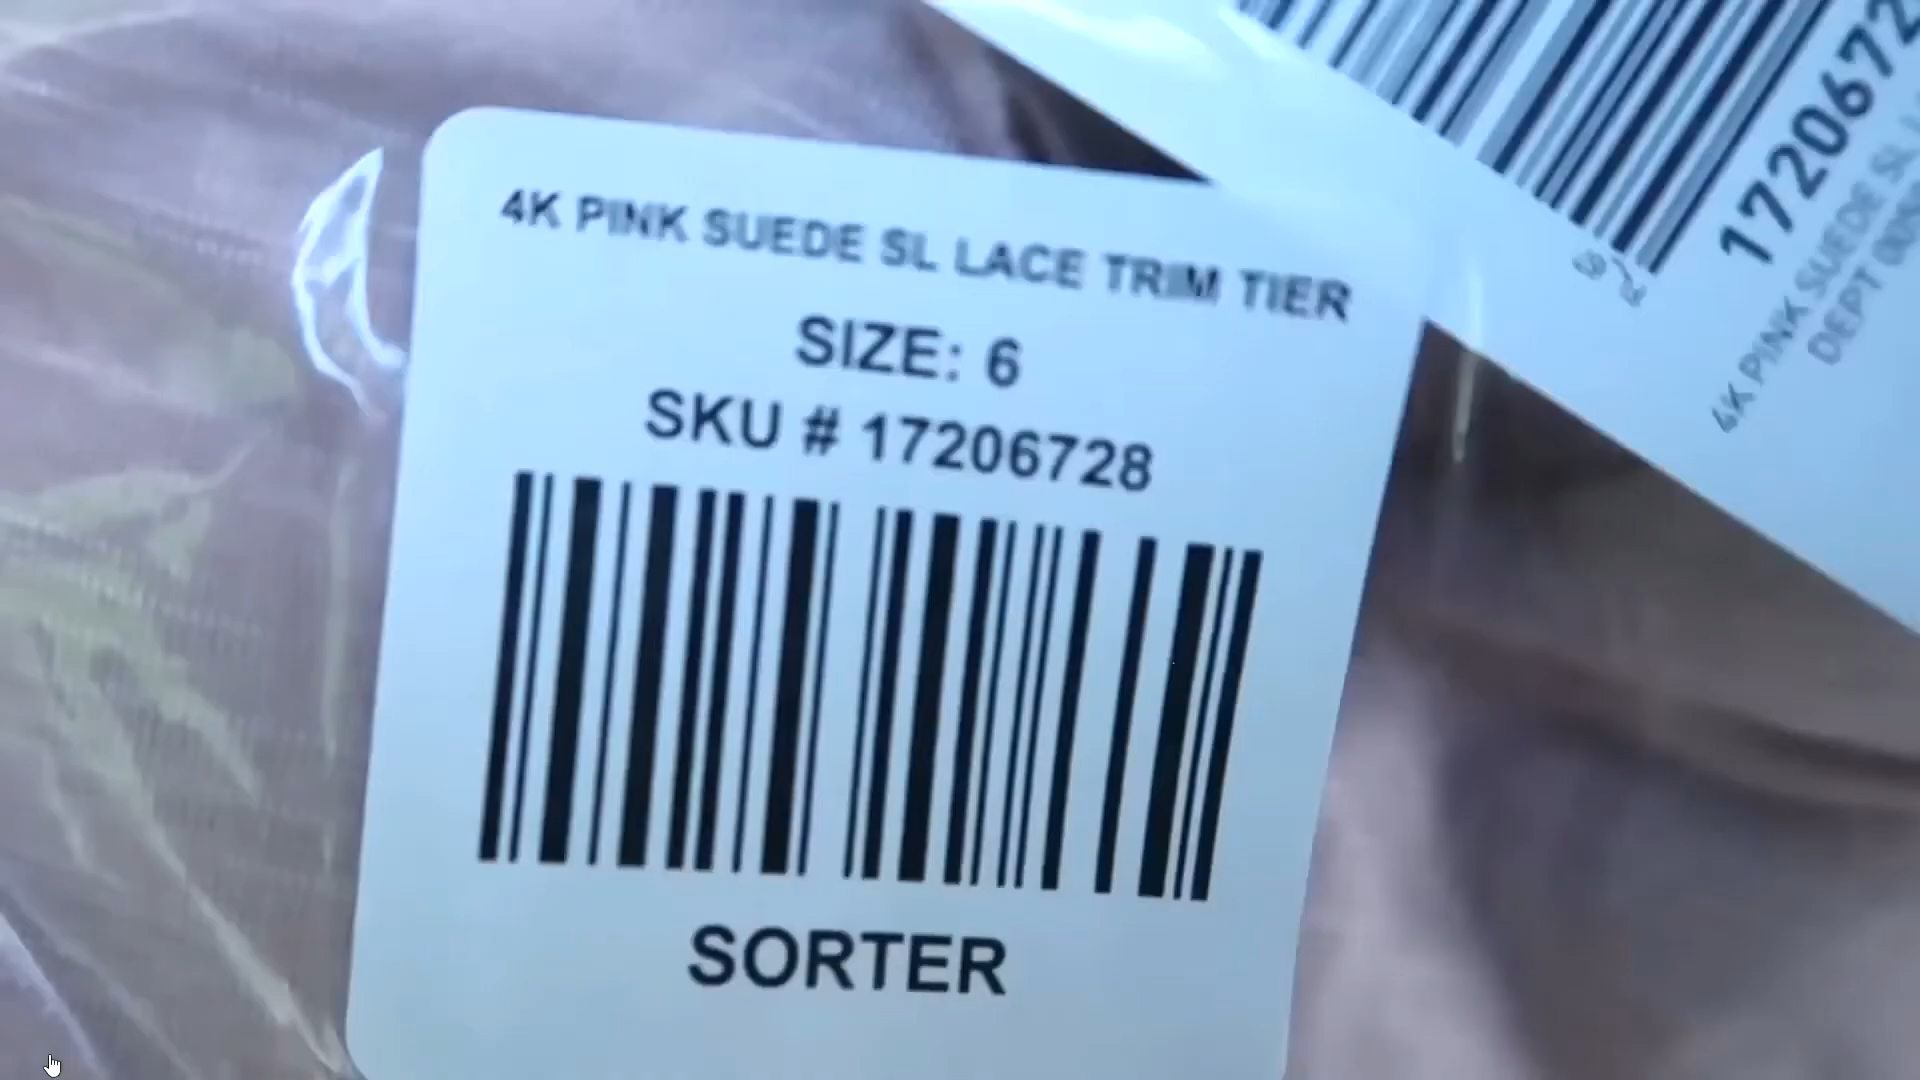 4K PINK SUEDE SL LACE TRIM TIER
SIZE: 6
SKU # 17206728
SORTER
1720672
4K PINK SUEDE SL
DEPT